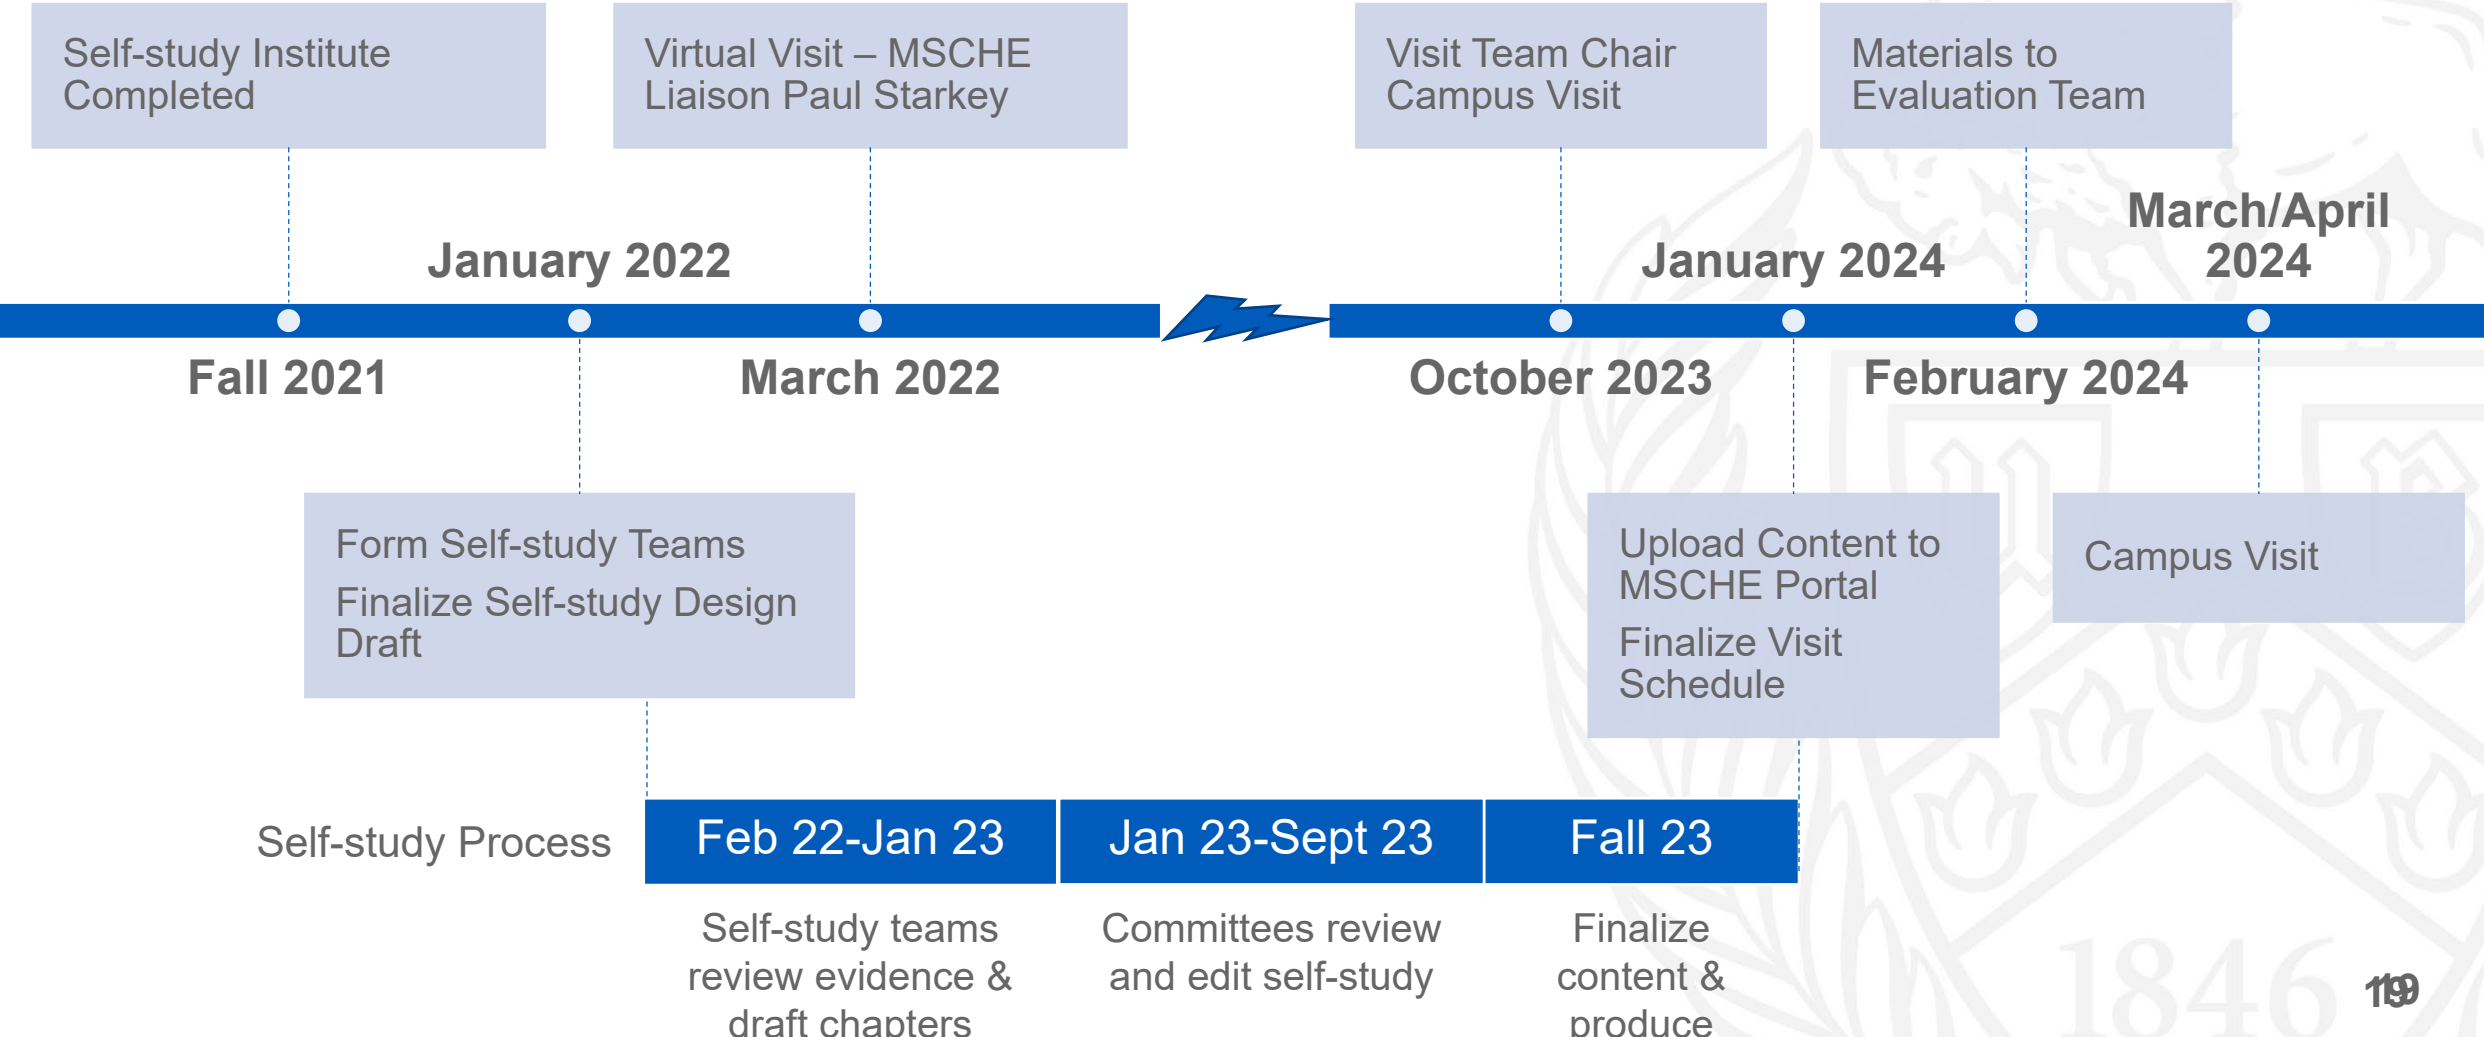 Self-study Institute
Completed
Virtual Visit – MSCHE
Liaison Paul Starkey
Visit Team Chair
Campus Visit
Materials to
Evaluation Team
January 2022
January 2024
March/April
2024
Fall 2021
March 2022
October 2023
February 2024
Form Self-study Teams
Finalize Self-study Design
Draft
Upload Content to
MSCHE Portal
Finalize Visit
Schedule
Campus Visit
Self-study Process
Feb 22-Jan 23
Jan 23-Sept 23
Fall 23
Self-study teams
review evidence &
draft chapters
Committees review
and edit self-study
Finalize
content &
produce
1846
19